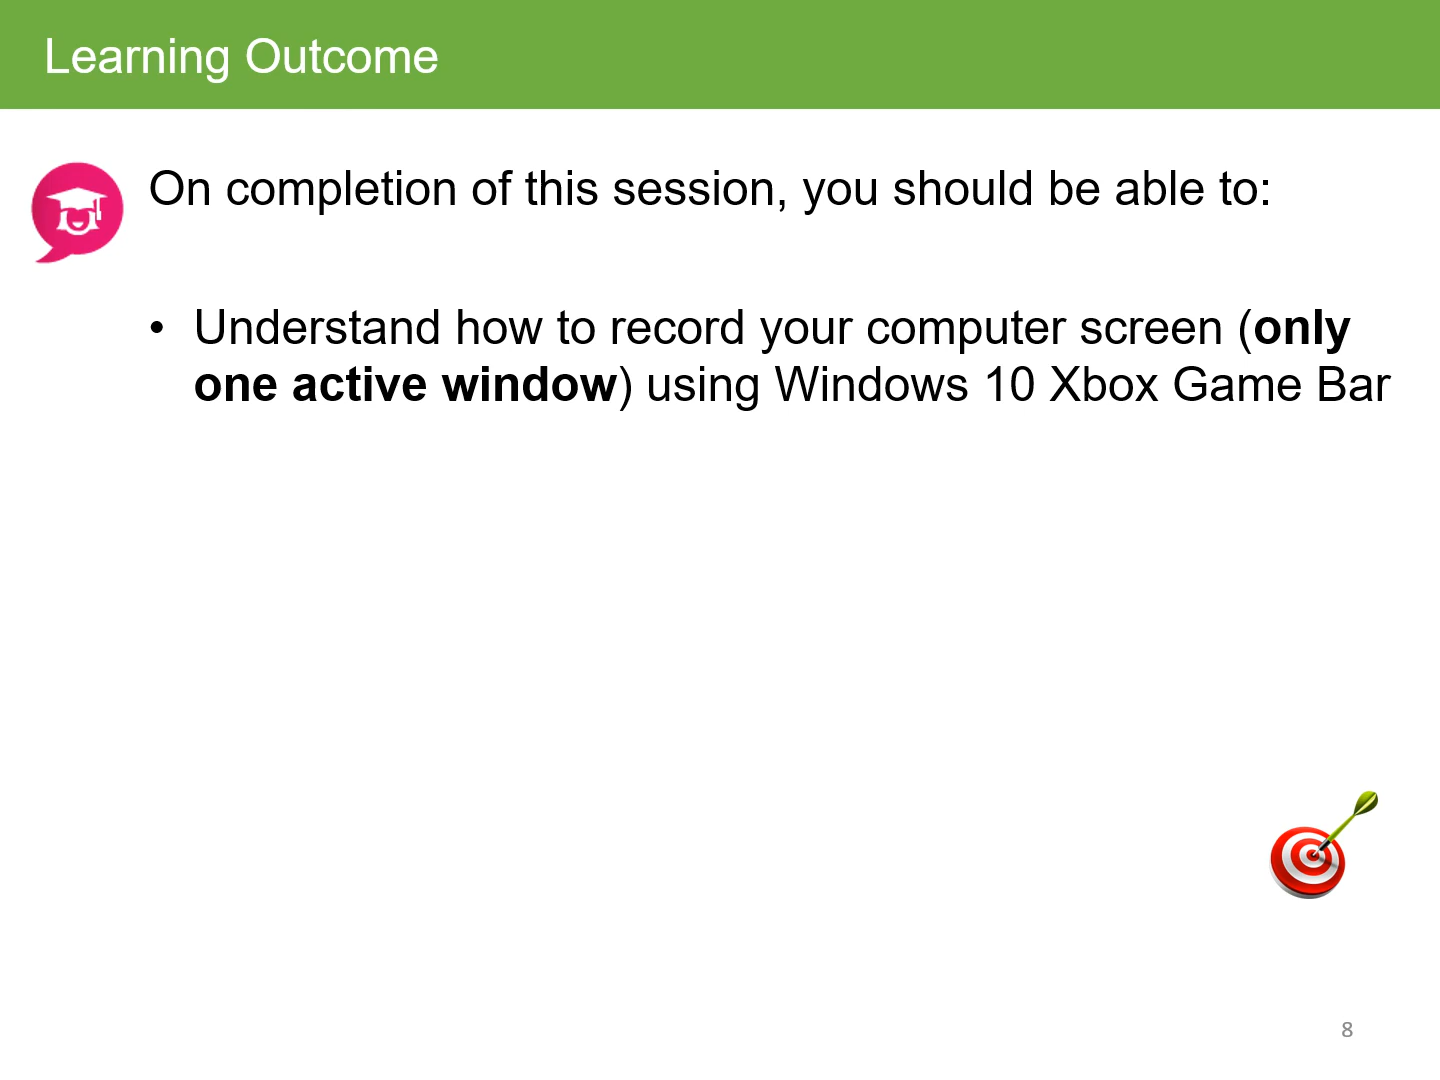 Learning Outcome
On completion of this session, you should be able to:
• Understand how to record your computer screen (only
one active window) using Windows 10 Xbox Game Bar
8